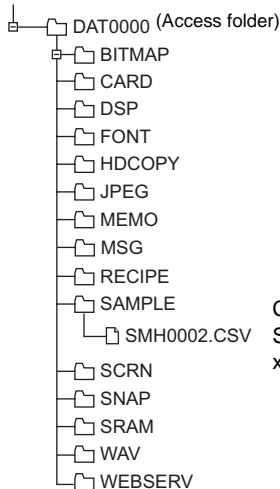 DAT0000 (Access folder)
BITMAP
CARD
DSP
FONT
HDCOPY
JPEG
MEMO
MSG
RECIPE
SAMPLE
SMH0002.CSV
SCRN
SNAP
SRAM
WAV
WEBSERV